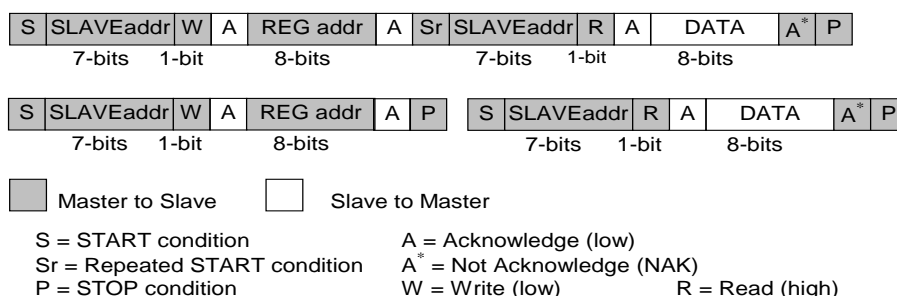 S SLAVEaddr W A REG addr A Sr SLAVEaddr R A DATA A* P
7-bits 1-bit 8-bits 7-bits 1-bit 8-bits
S SLAVEaddr W A REG addr A P S SLAVEaddr R A DATA A* P
7-bits 1-bit 8-bits 7-bits 1-bit 8-bits
Master to Slave Slave to Master
S = START condition A = Acknowledge (low)
Sr = Repeated START condition A* = Not Acknowledge (NAK)
P = STOP condition W = Write (low) R = Read (high)